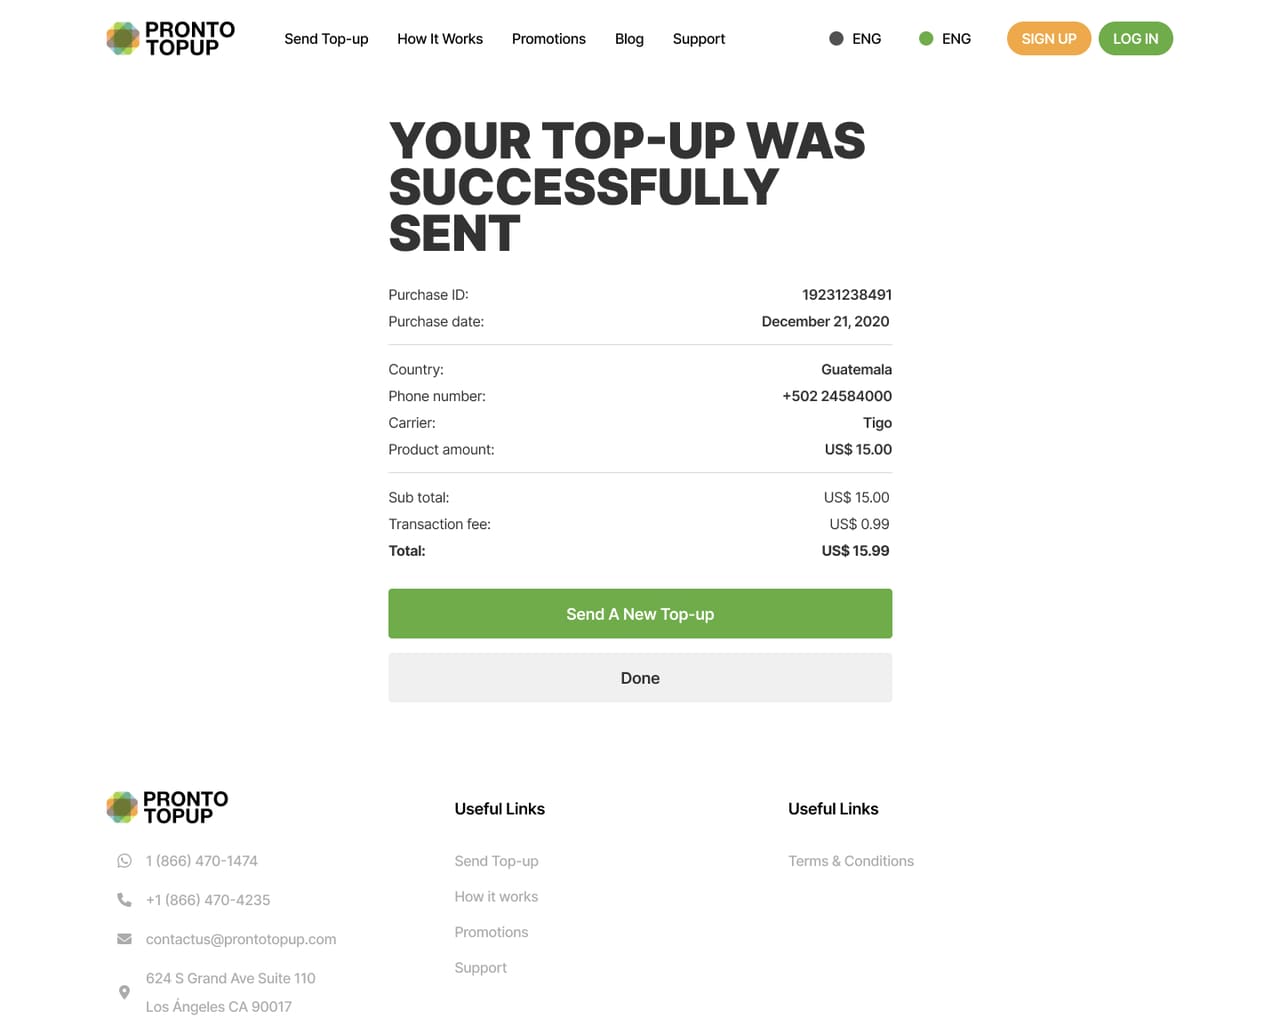 PRONTO
TOPUP
Send Top-up How It Works Promotions Blog Support ENG ENG SIGN UP LOG IN
YOUR TOP-UP WAS
SUCCESSFULLY
SENT
Purchase ID: 19231238491
Purchase date: December 21, 2020
Country: Guatemala
Phone number: +502 24584000
Carrier: Tigo
Product amount: US$ 15.00
Sub total: US$ 15.00
Transaction fee: US$ 0.99
Total: US$ 15.99
Send A New Top-up
Done
PRONTO
TOPUP
1 (866) 470-1474
+1 (866) 470-4235
contactus@prontotopup.com
624 S Grand Ave Suite 110
Los Ángeles CA 90017
Useful Links
Send Top-up
How it works
Promotions
Support
Useful Links
Terms & Conditions